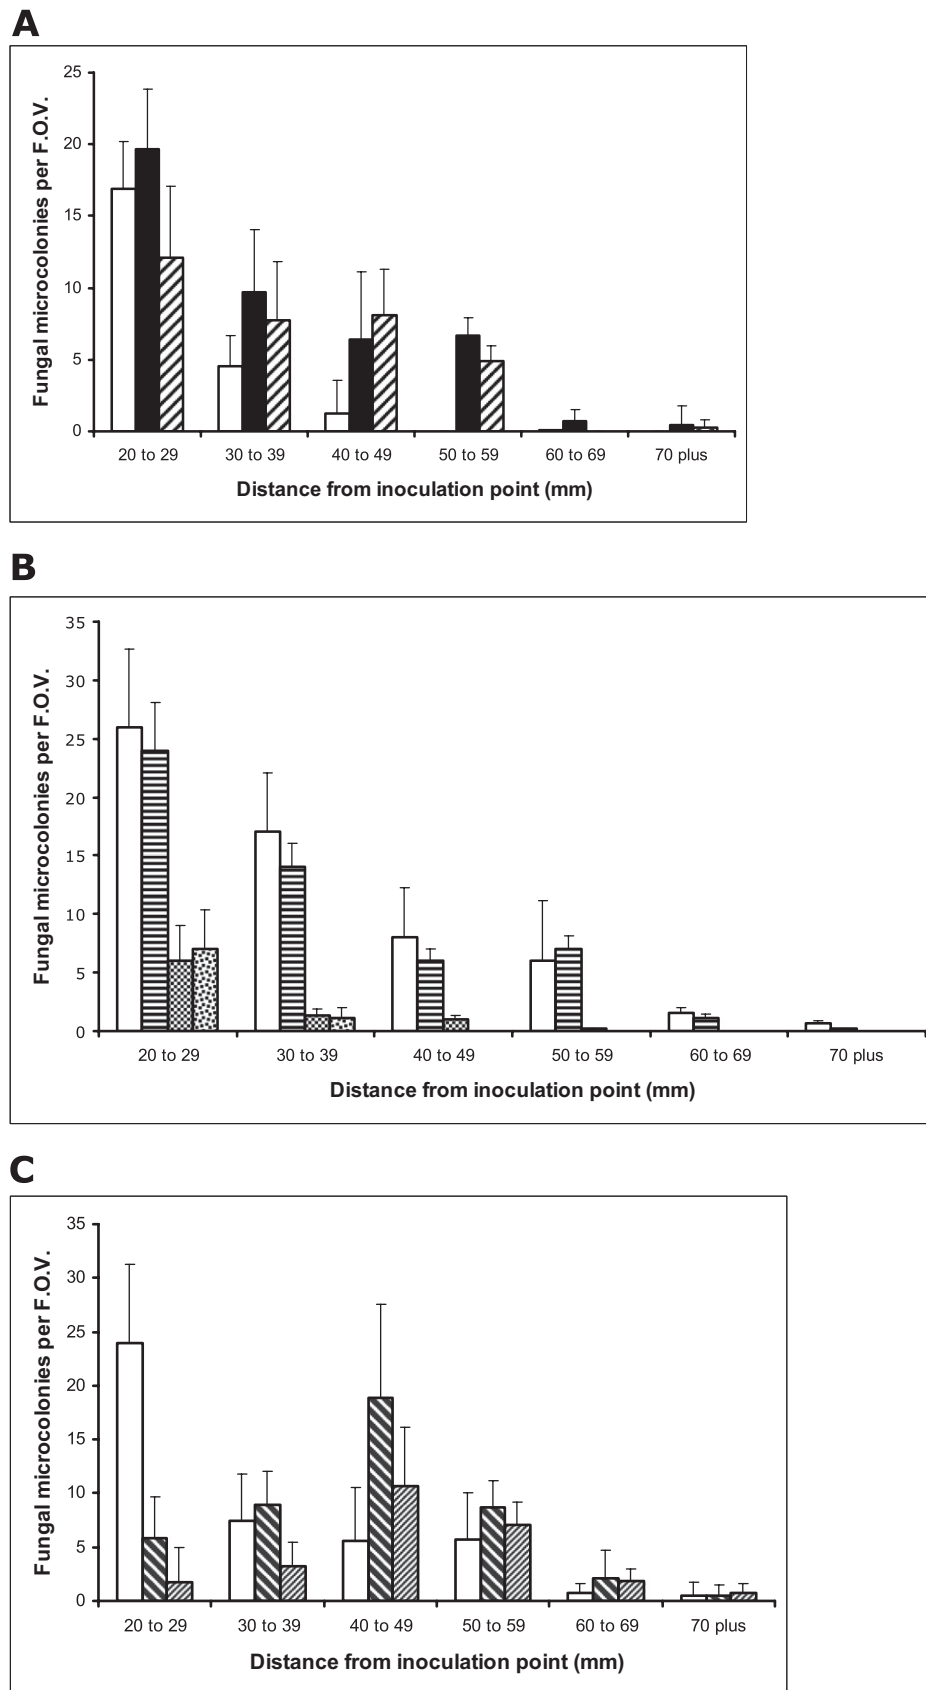 A
Fungal microcolonies per F.O.V.
25
20
15
10
5
0
20 to 29 30 to 39 40 to 49 50 to 59 60 to 69 70 plus
Distance from inoculation point (mm)
B
Fungal microcolonies per F.O.V.
35
30
25
20
15
10
5
0
20 to 29 30 to 39 40 to 49 50 to 59 60 to 69 70 plus
Distance from inoculation point (mm)
C
Fungal microcolonies per F.O.V.
35
30
25
20
15
10
5
0
20 to 29 30 to 39 40 to 49 50 to 59 60 to 69 70 plus
Distance from inoculation point (mm)